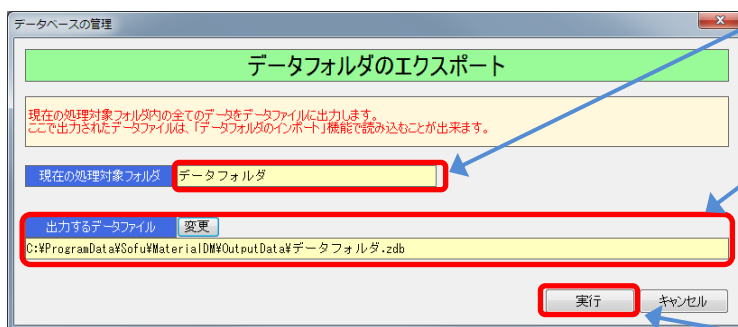 データベースの管理
データフォルダのエクスポート
現在の処理対象フォルダ内の全てのデータをデータファイルに出力します。
ここで出力されたデータファイルは、「データフォルダのインポート」機能で読み込むことが出来ます。
現在の処理対象フォルダ データフォルダ
出力するデータファイル 変更
C:¥ProgramData¥Sofu¥MaterialDM¥OutputData¥データフォルダ.zdb
実行 キャンセル